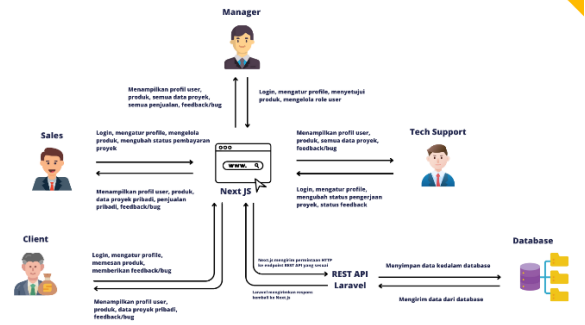 Manager
Menampilkan profil user,
produk, semua data proyek,
semua penjualan, feedback/bug
Login, mengatur profile, menyetujui
produk, mengelola role user
Sales
Login, mengatur profile, mengelola
produk, mengubah status pembayaran
proyek
Menampilkan profil user, produk,
data proyek pribadi, penjualan
pribadi, feedback/bug
www.
Next JS
Menampilkan profil user,
produk, semua data proyek,
feedback/bug
Tech Support
Login, mengatur profile,
mengubah status pengerjaan
proyek, status feedback
Client
Login, mengatur profile,
memesan produk,
memberikan feedback/bug
Menampilkan profil user,
produk, data proyek pribadi,
feedback/bug
Next.js mengirim permintaan HTTP
ke endpoint REST API yang sesuai
Laravel mengirimkan respons
kembali ke Next.js
REST API
Laravel
Menyimpan data kedalam database
Mengirim data dari database
Database